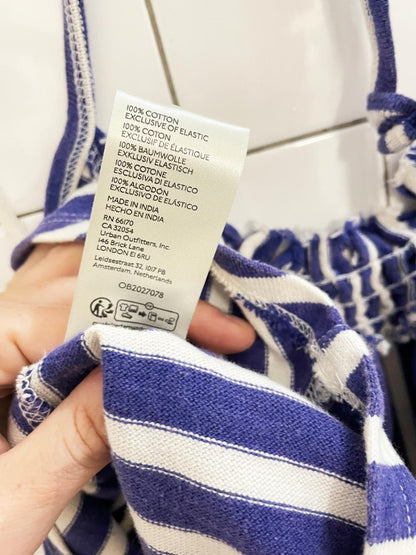 100% COTTON
EXCLUSIVE OF ELASTIC
100% COTON
EXCLUSIF DE ÉLASTIQUE
100% BAUMWOLLE
EXKLUSIV ELASTISCH
100% COTONE
ESCLUSIVA DI ELASTICO
100% ALGODÓN
EXCLUSIVO DE ELÁSTICO
MADE IN INDIA
HECHO EN INDIA
RN 66170
CA 32054
Urban Outfitters, Inc.
146 Brick Lane
LONDON E1 6RU
Leidsestraat 32, 1017 PB
Amsterdam, Netherlands
OB2027078